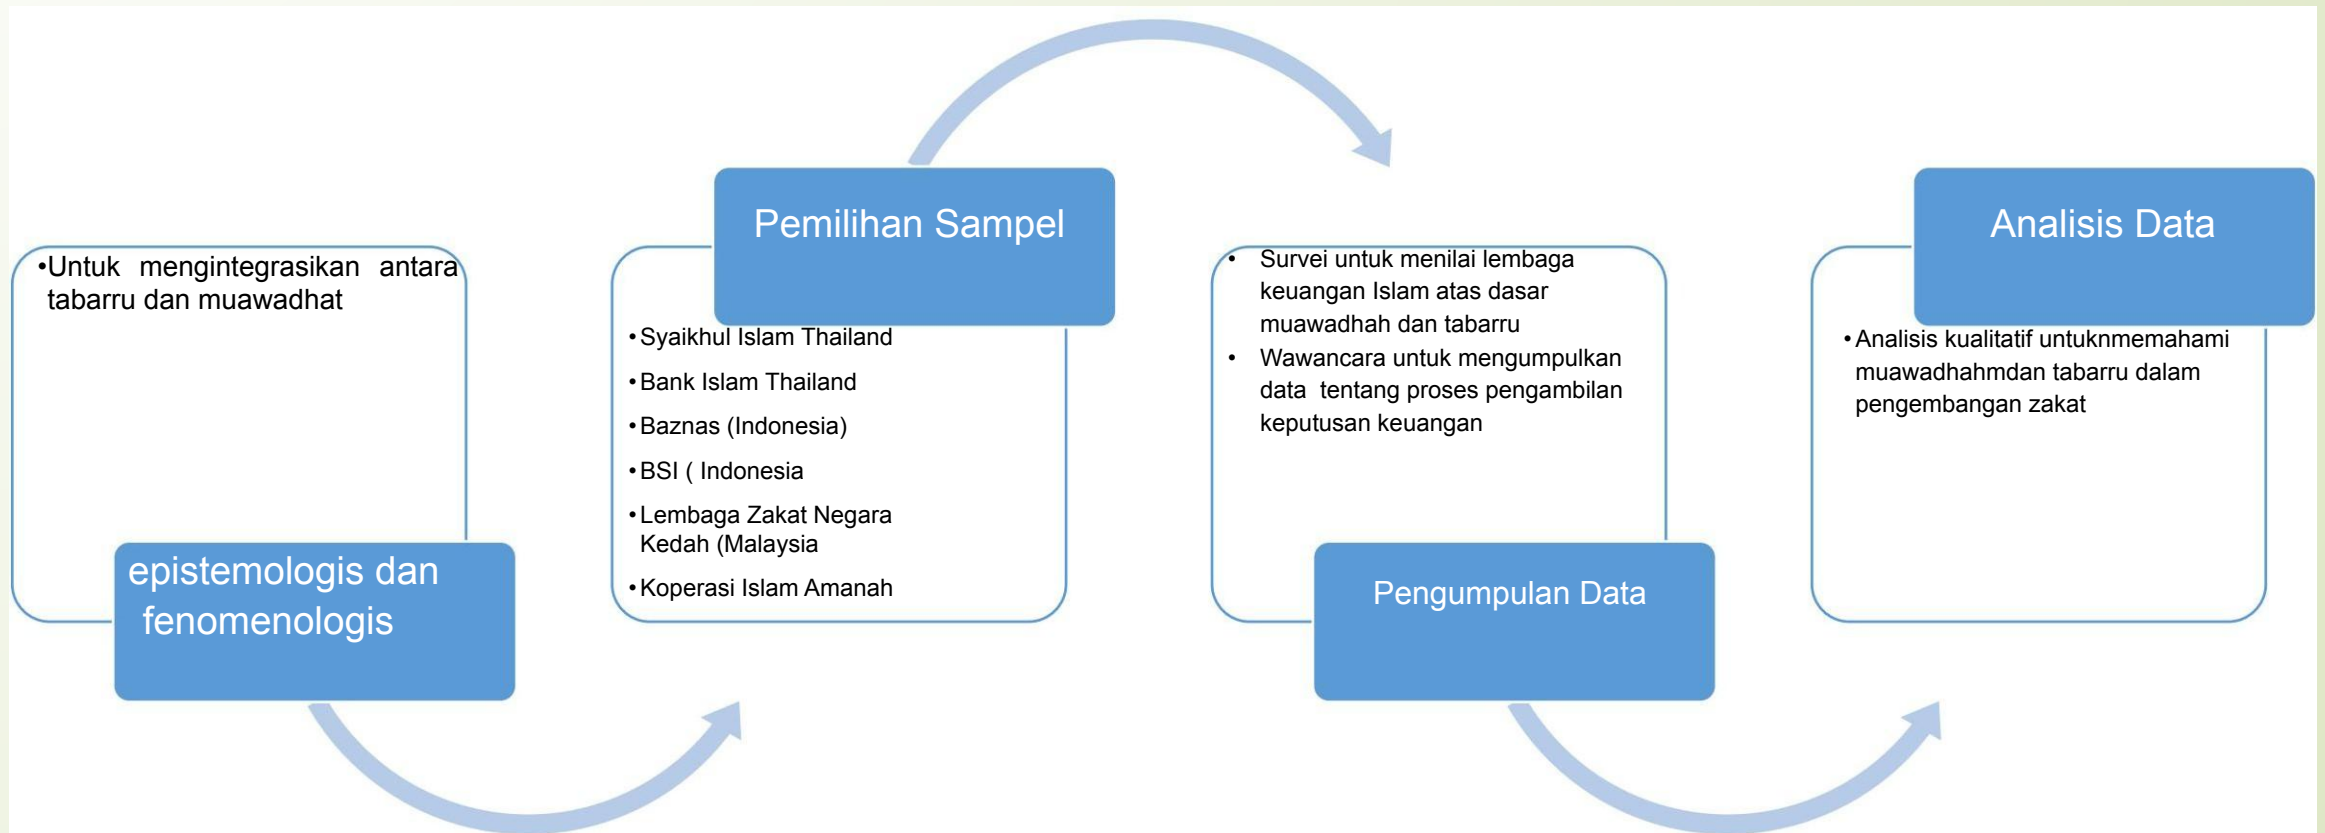 •Untuk mengintegrasikan antara
tabarru dan muawadhat
epistemologis dan
fenomenologis
Pemilihan Sampel
•Syaikhul Islam Thailand
•Bank Islam Thailand
•Baznas (Indonesia)
•BSI ( Indonesia
•Lembaga Zakat Negara
Kedah (Malaysia
•Koperasi Islam Amanah
• Survei untuk menilai lembaga
keuangan Islam atas dasar
muawadhah dan tabarru
• Wawancara untuk mengumpulkan
data tentang proses pengambilan
keputusan keuangan
Pengumpulan Data
Analisis Data
•Analisis kualitatif untuknmemahami
muawadhahmdan tabarru dalam
pengembangan zakat